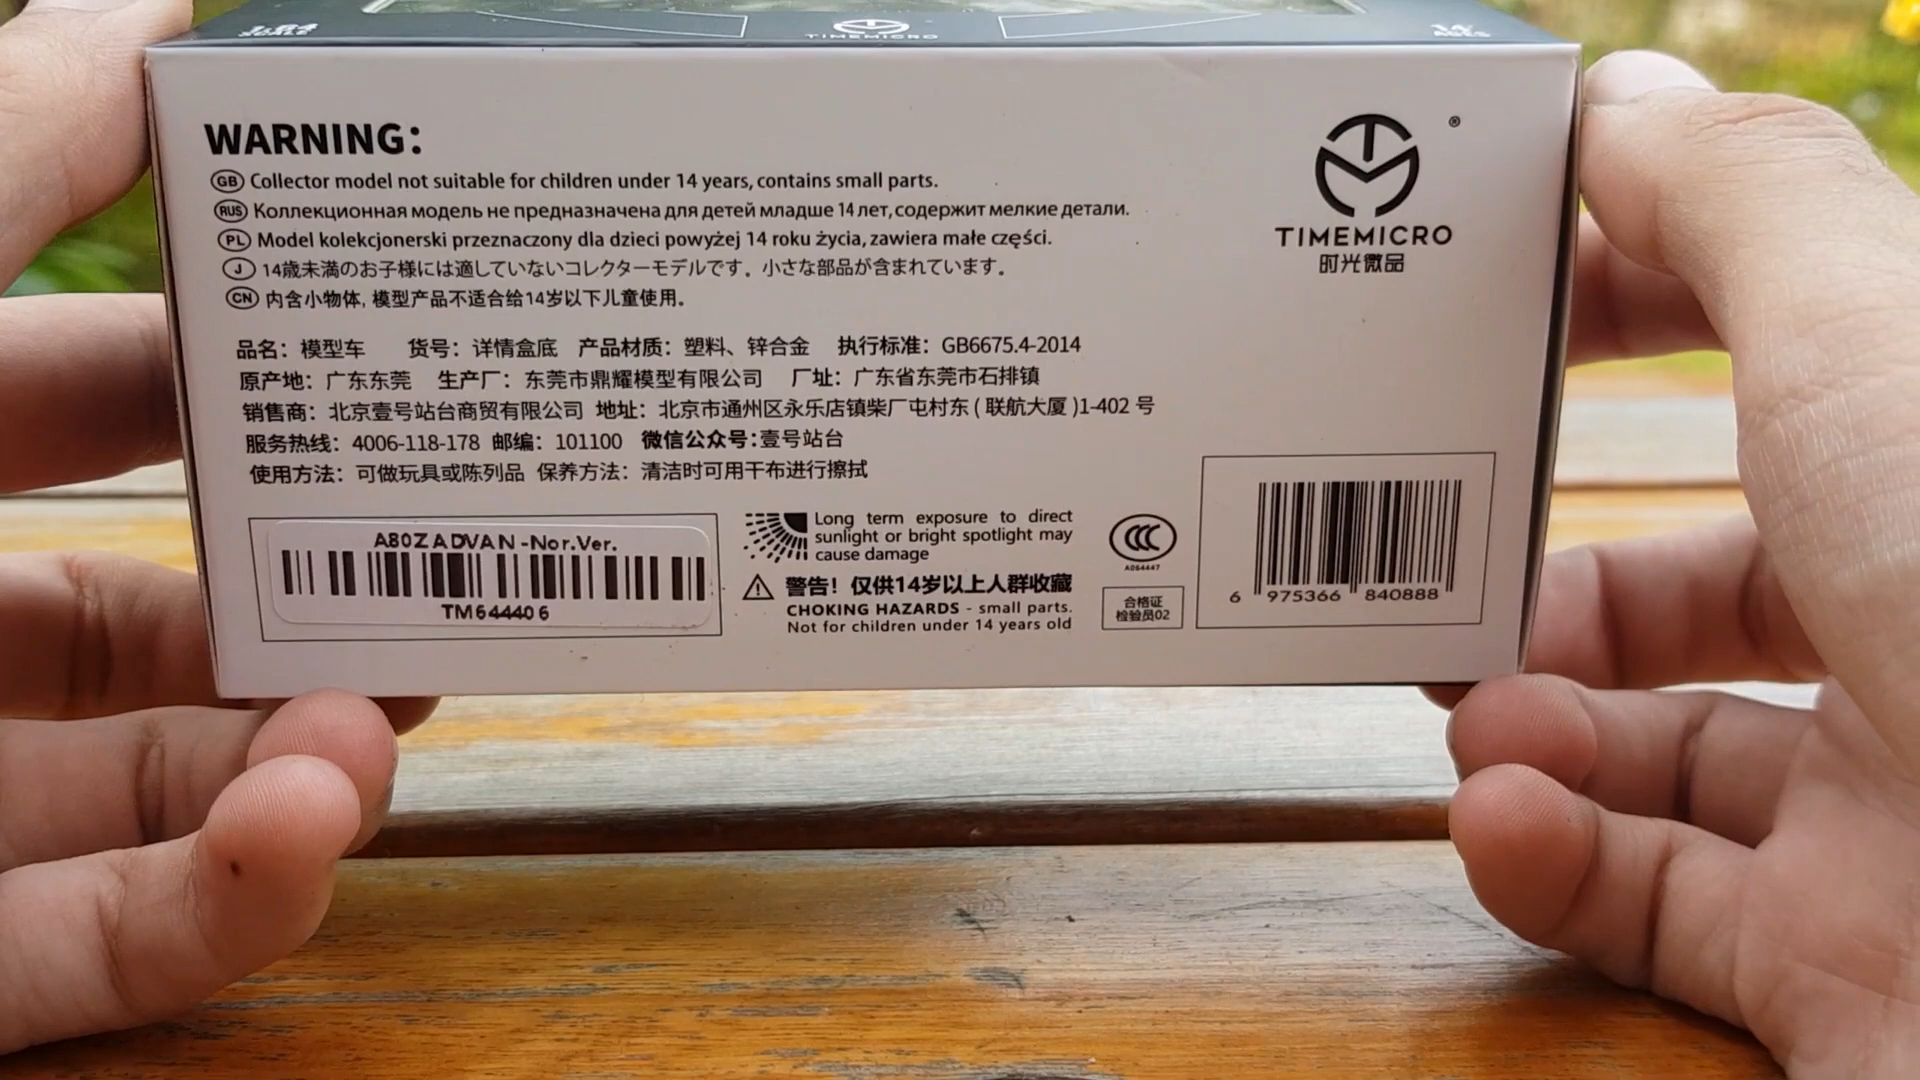 1:64
SCALE
TIMEMICRO
14
AGES
WARNING:
GB Collector model not suitable for children under 14 years, contains small parts.
RUS Коллекционная модель не предназначена для детей младше 14 лет, содержит мелкие детали.
PL Model kolekcjonerski przeznaczony dla dzieci powyżej 14 roku życia, zawiera małe części.
J 14歳未満のお子様には適していないコレクターモデルです。小さな部品が含まれています。
CN 内含小物体, 模型产品不适合给14岁以下儿童使用。
®
TIMEMICRO
时光微品
品名：模型车 货号：详情盒底 产品材质：塑料、锌合金 执行标准：GB6675.4-2014
原产地：广东东莞 生产厂：东莞市鼎耀模型有限公司 厂址：广东省东莞市石排镇
销售商：北京壹号站台商贸有限公司 地址：北京市通州区永乐店镇柴厂屯村东 ( 联航大厦 )1-402 号
服务热线：4006-118-178 邮编：101100 微信公众号：壹号站台
使用方法：可做玩具或陈列品 保养方法：清洁时可用干布进行擦拭
A80Z ADVAN -Nor.Ver.
TM644406
Long term exposure to direct
sunlight or bright spotlight may
cause damage
警告！仅供14岁以上人群收藏
CHOKING HAZARDS - small parts.
Not for children under 14 years old
CCC
A064447
合格证
检验员02
6 975366 840888